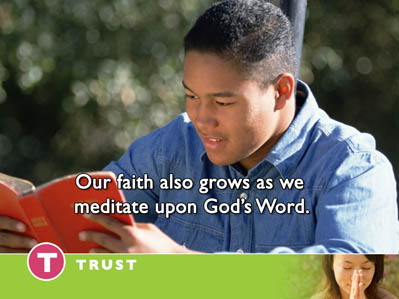 Our faith also grows as we
meditate upon God's Word.
T TRUST